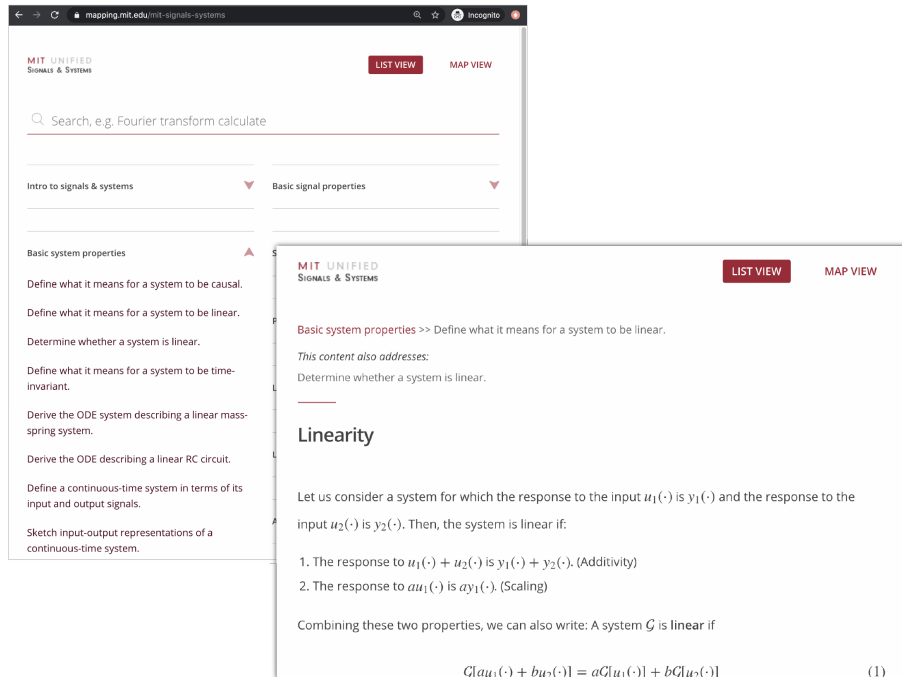 mapping.mit.edu/mit-signals-systems
Incognito
MIT UNIFIED
SIGNALS & SYSTEMS
LIST VIEW
MAP VIEW
Search, e.g. Fourier transform calculate
Intro to signals & systems
Basic signal properties
Basic system properties
Define what it means for a system to be causal.
Define what it means for a system to be linear.
Determine whether a system is linear.
Define what it means for a system to be time-
invariant.
Derive the ODE system describing a linear mass-
spring system.
Derive the ODE describing a linear RC circuit.
Define a continuous-time system in terms of its
input and output signals.
Sketch input-output representations of a
continuous-time system.
MIT UNIFIED
SIGNALS & SYSTEMS
LIST VIEW
MAP VIEW
Basic system properties >> Define what it means for a system to be linear.
This content also addresses:
Determine whether a system is linear.
Linearity
Let us consider a system for which the response to the input u₁(·) is y₁(·) and the response to the
input u₂(·) is y₂(·). Then, the system is linear if:
1. The response to u₁(·) + u₂(·) is y₁(·) + y₂(·). (Additivity)
2. The response to au₁(·) is ay₁(·). (Scaling)
Combining these two properties, we can also write: A system G is linear if
G[au₁(·) + bu₂(·)] = aG[u₁(·)] + bG[u₂(·)] (1)